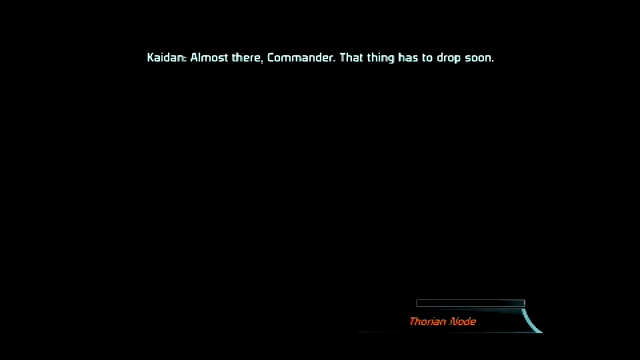 Kaidan: Almost there, Commander. That thing has to drop soon.
Thorian Node